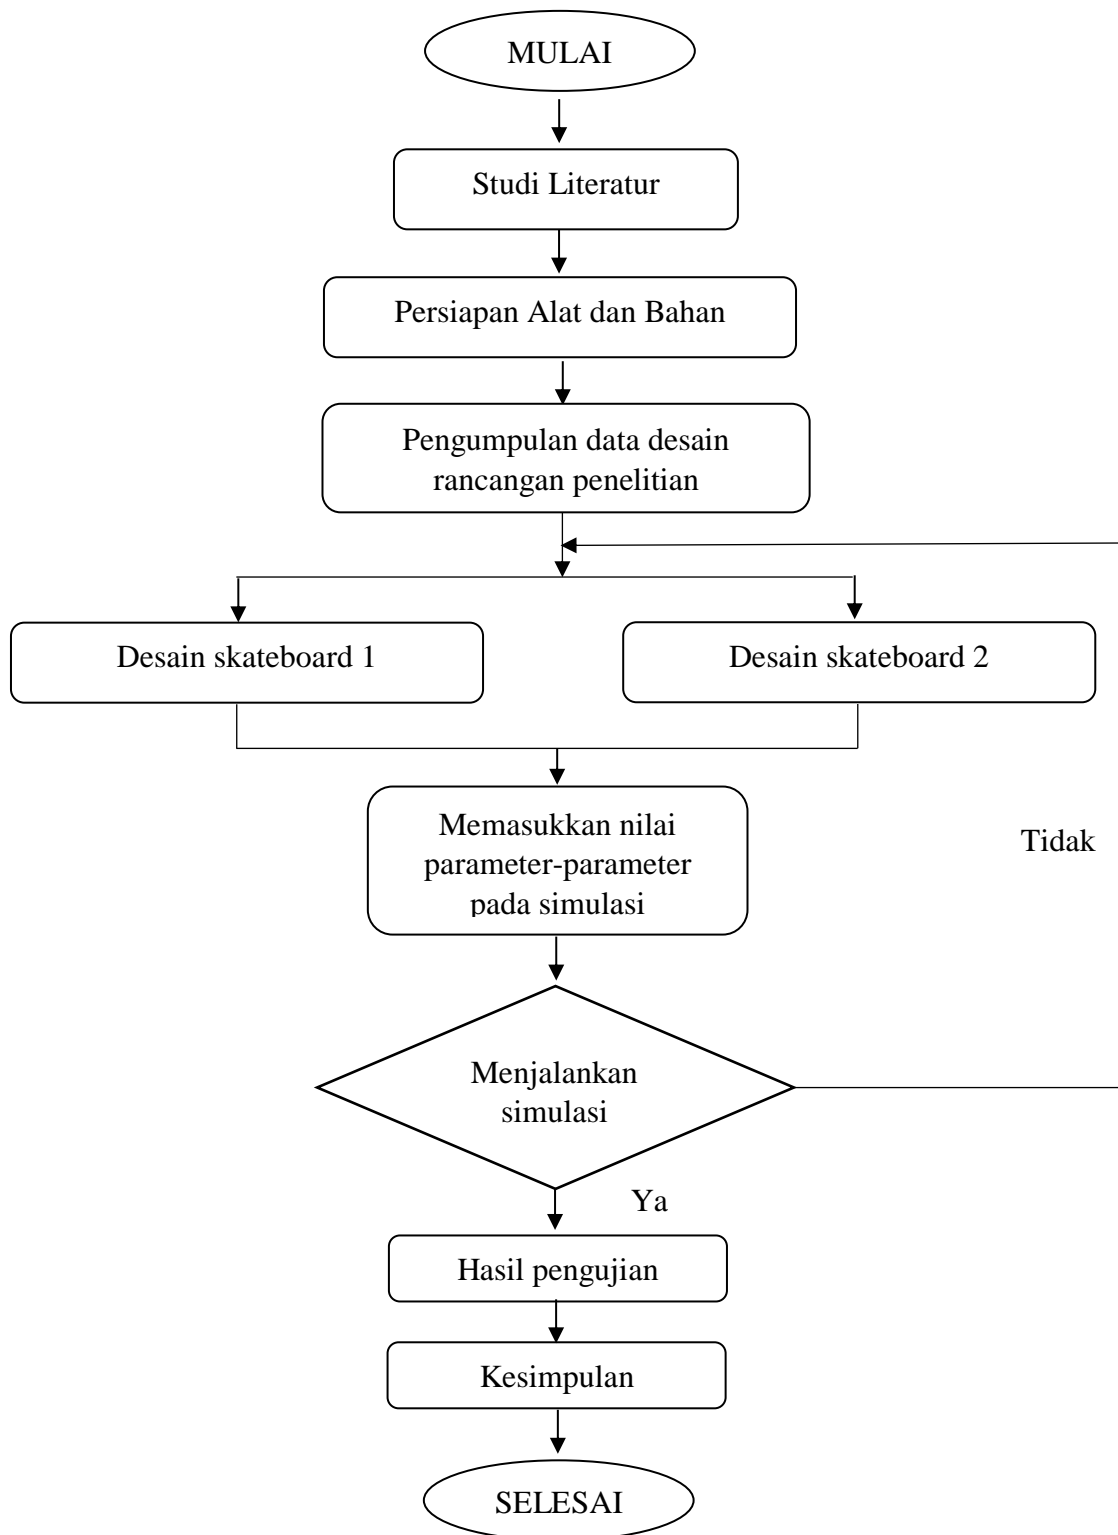 MULAI
Studi Literatur
Persiapan Alat dan Bahan
Pengumpulan data desain
rancangan penelitian
Desain skateboard 1
Desain skateboard 2
Memasukkan nilai
parameter-parameter
pada simulasi
Tidak
Menjalankan
simulasi
Ya
Hasil pengujian
Kesimpulan
SELESAI